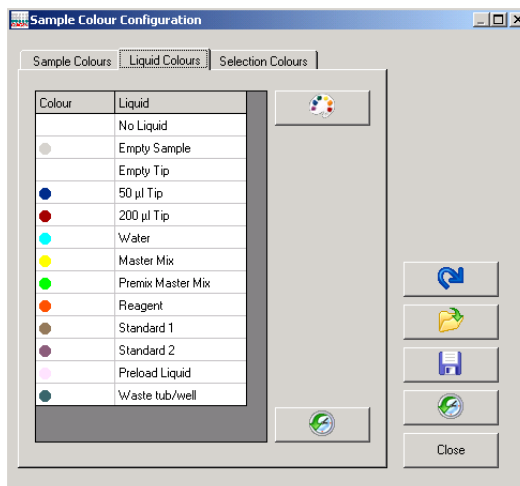 Sample Colour Configuration
Sample Colours Liquid Colours Selection Colours
Colour Liquid
No Liquid
Empty Sample
Empty Tip
50 µl Tip
200 µl Tip
Water
Master Mix
Premix Master Mix
Reagent
Standard 1
Standard 2
Preload Liquid
Waste tub/well
Close